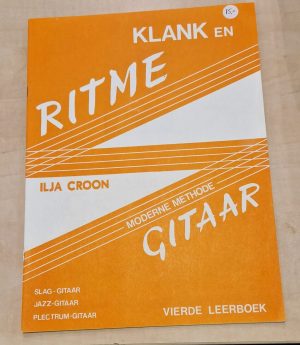 KLANK EN
RITME
ILJA CROON
MODERNE METHODE
GITAAR
SLAG-GITAAR
JAZZ-GITAAR
PLECTRUM-GITAAR
VIERDE LEERBOEK